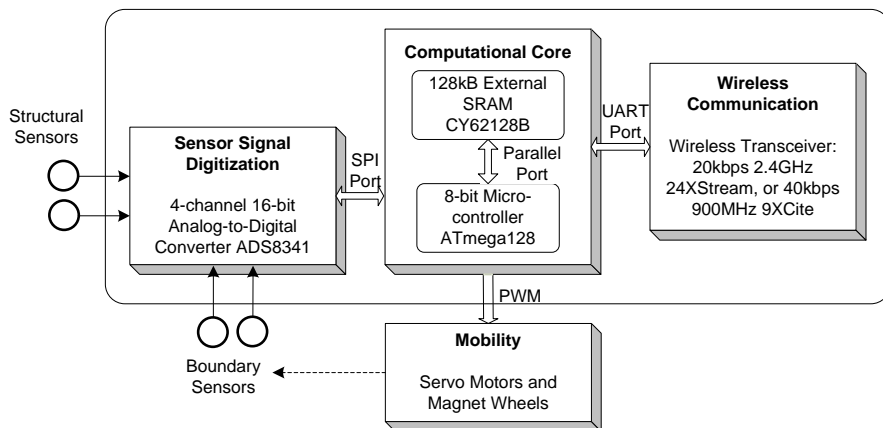 Structural
Sensors
Sensor Signal
Digitization
4-channel 16-bit
Analog-to-Digital
Converter ADS8341
SPI
Port
Computational Core
128kB External
SRAM
CY62128B
Parallel
Port
8-bit Micro-
controller
ATmega128
UART
Port
Wireless
Communication
Wireless Transceiver:
20kbps 2.4GHz
24XStream, or 40kbps
900MHz 9XCite
PWM
Boundary
Sensors
Mobility
Servo Motors and
Magnet Wheels